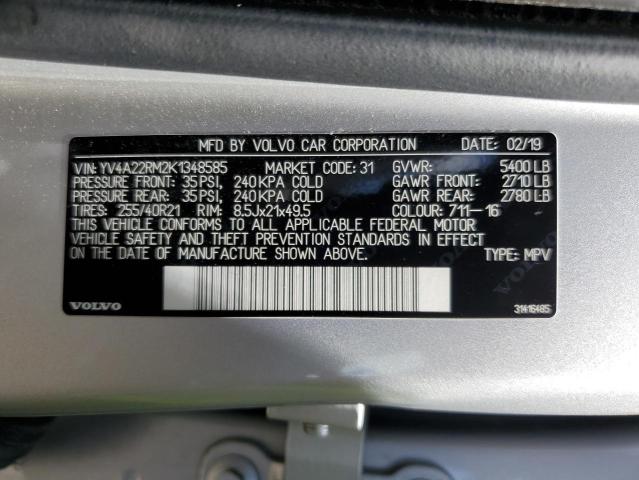 MFD BY VOLVO CAR CORPORATION DATE: 02/19
VIN: YV4A22RM2K1348585 MARKET CODE: 31 GVWR: 5400 LB
PRESSURE FRONT: 35 PSI, 240 KPA COLD GAWR FRONT: 2710 LB
PRESSURE REAR: 35 PSI, 240 KPA COLD GAWR REAR: 2780 LB
TIRES: 255/40R21 RIM: 8.5Jx21x49.5 COLOUR: 711-16
THIS VEHICLE CONFORMS TO ALL APPLICABLE FEDERAL MOTOR
VEHICLE SAFETY AND THEFT PREVENTION STANDARDS IN EFFECT
ON THE DATE OF MANUFACTURE SHOWN ABOVE. TYPE: MPV
VOLVO 31416485